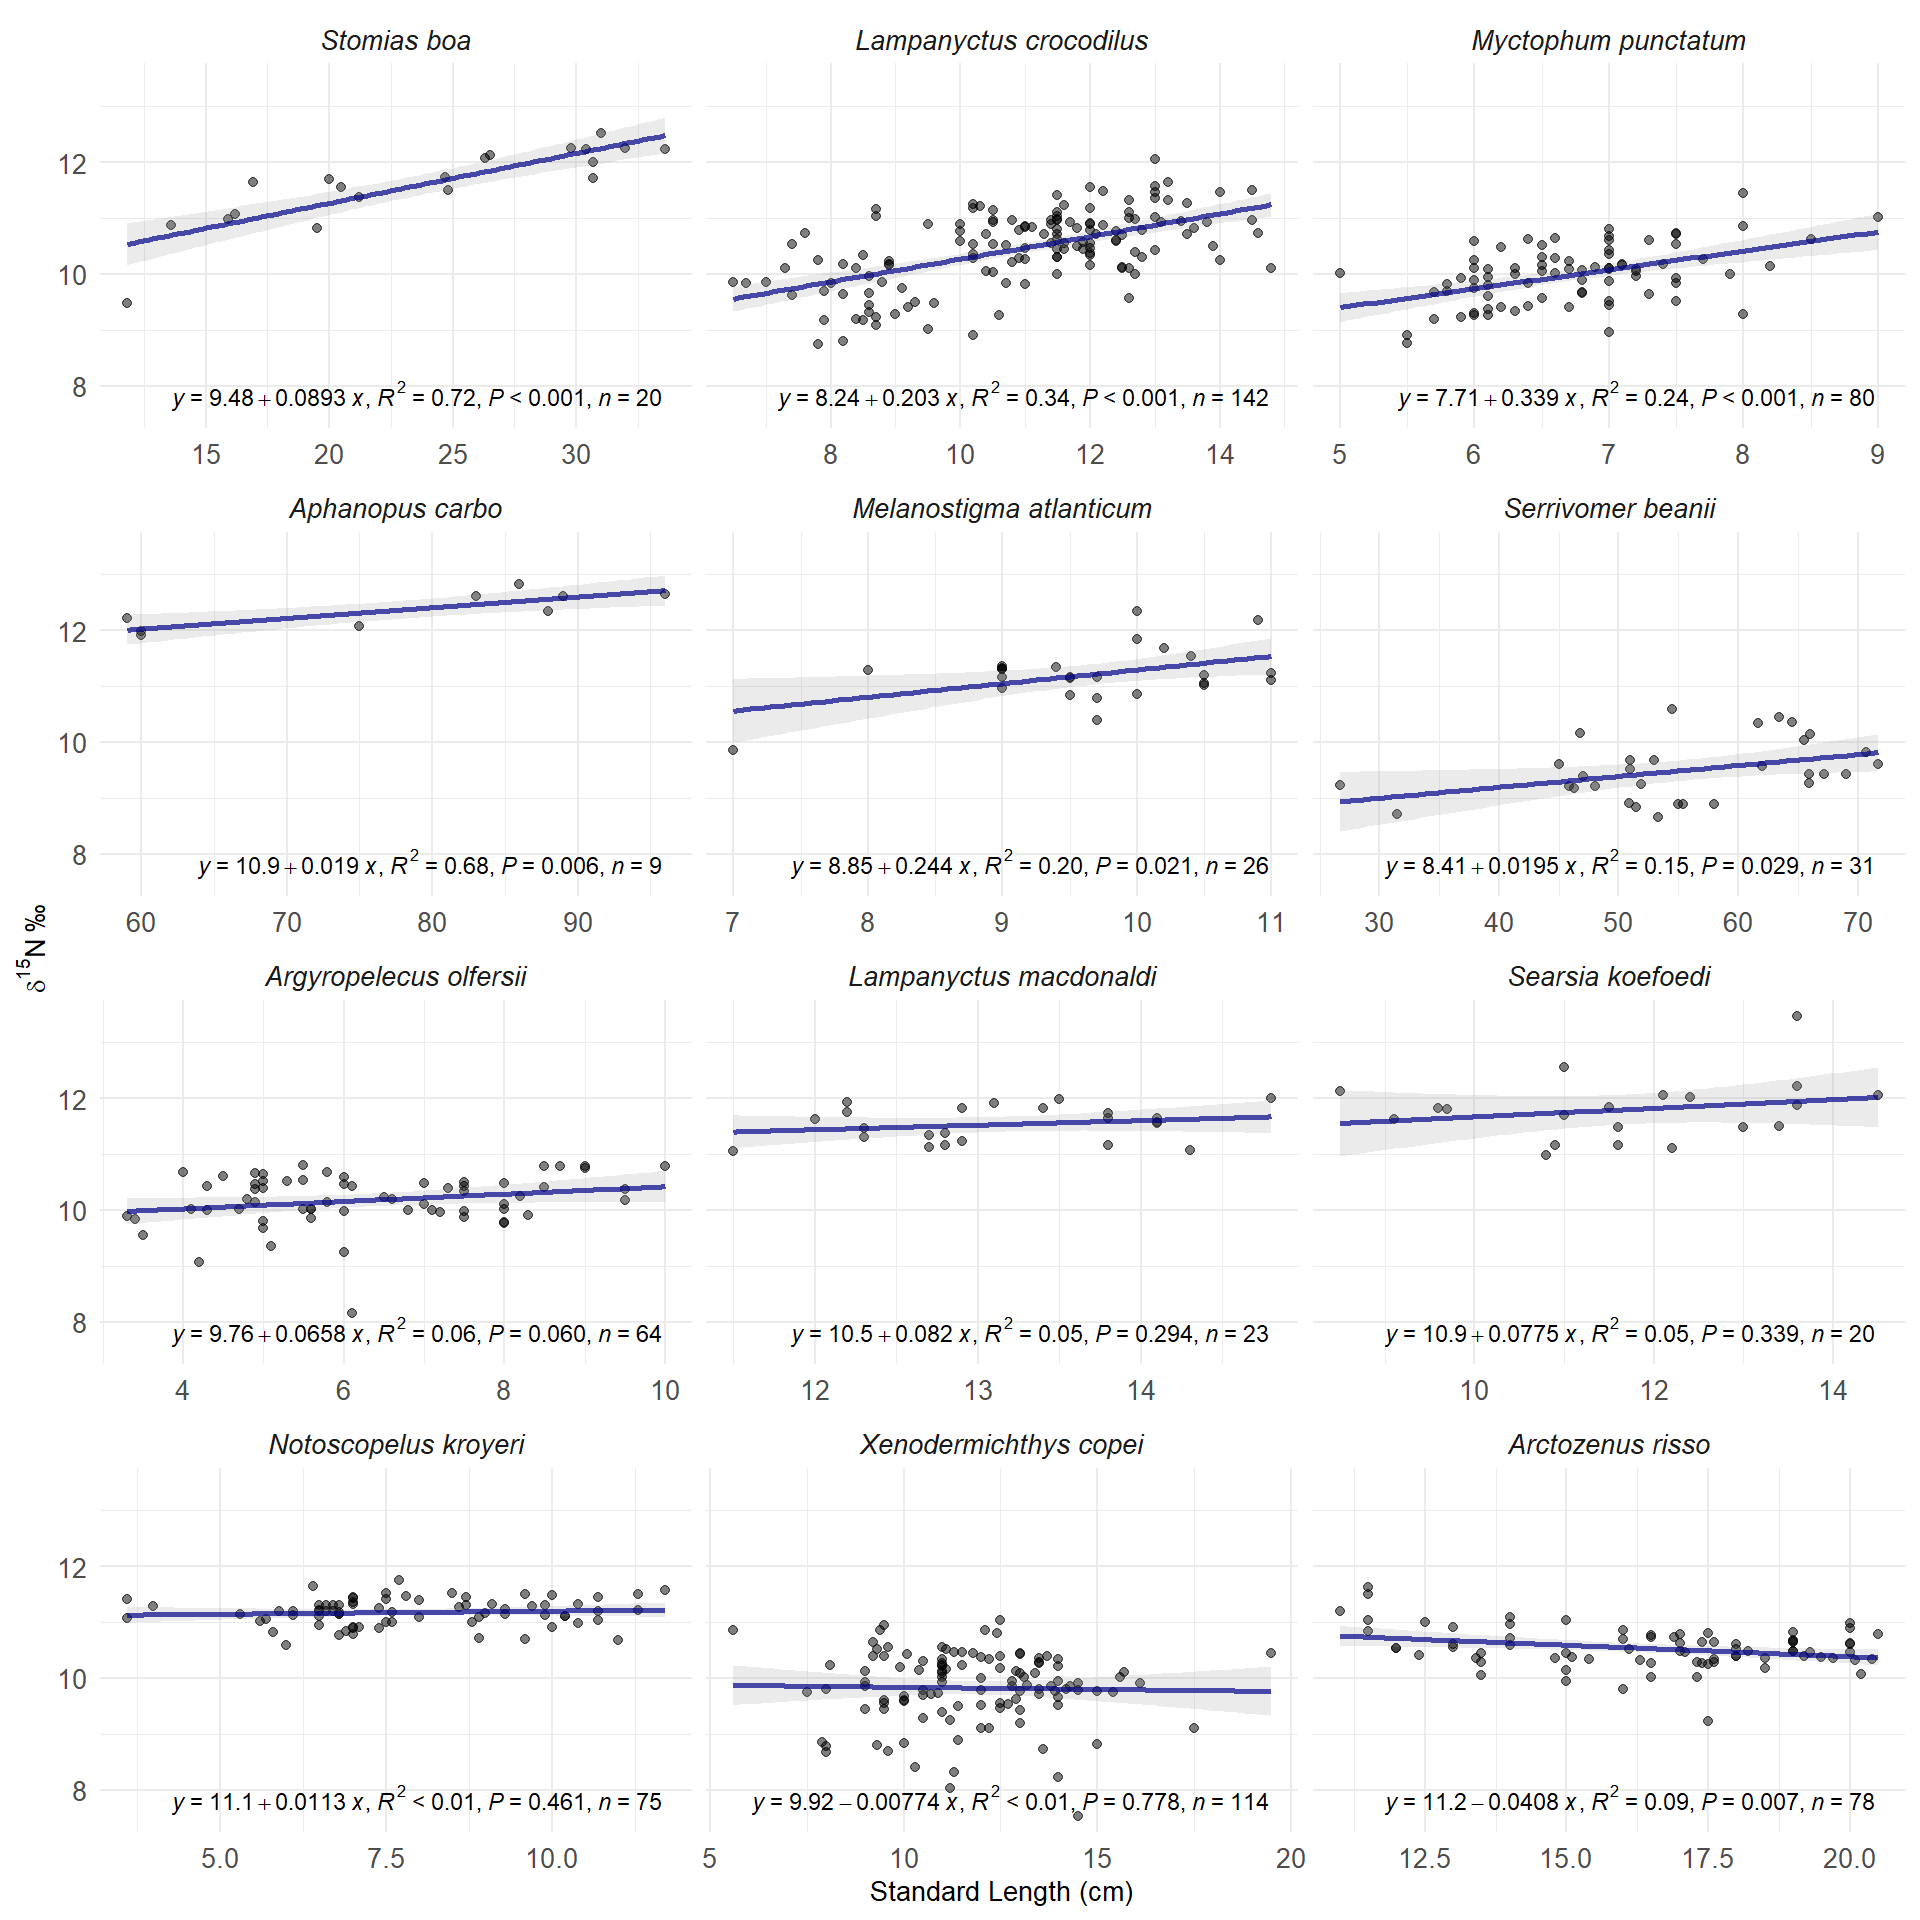 Stomias boa
Lampanyctus crocodilus
Myctophum punctatum
12
10
8
y = 9.48 + 0.0893 x, R² = 0.72, P < 0.001, n = 20
y = 8.24 + 0.203 x, R² = 0.34, P < 0.001, n = 142
y = 7.71 + 0.339 x, R² = 0.24, P < 0.001, n = 80
15 20 25 30
8 10 12 14
5 6 7 8 9
Aphanopus carbo
Melanostigma atlanticum
Serrivomer beanii
12
10
8
y = 10.9 + 0.019 x, R² = 0.68, P = 0.006, n = 9
y = 8.85 + 0.244 x, R² = 0.20, P = 0.021, n = 26
y = 8.41 + 0.0195 x, R² = 0.15, P = 0.029, n = 31
60 70 80 90
7 8 9 10 11
30 40 50 60 70
δ¹⁵N ‰
Argyropelecus olfersii
Lampanyctus macdonaldi
Searsia koefoedi
12
10
8
y = 9.76 + 0.0658 x, R² = 0.06, P = 0.060, n = 64
y = 10.5 + 0.082 x, R² = 0.05, P = 0.294, n = 23
y = 10.9 + 0.0775 x, R² = 0.05, P = 0.339, n = 20
4 6 8 10
12 13 14
10 12 14
Notoscopelus kroyeri
Xenodermichthys copei
Arctozenus risso
12
10
8
y = 11.1 + 0.0113 x, R² < 0.01, P = 0.461, n = 75
y = 9.92 − 0.00774 x, R² < 0.01, P = 0.778, n = 114
y = 11.2 − 0.0408 x, R² = 0.09, P = 0.007, n = 78
5.0 7.5 10.0
5 10 15 20
12.5 15.0 17.5 20.0
Standard Length (cm)